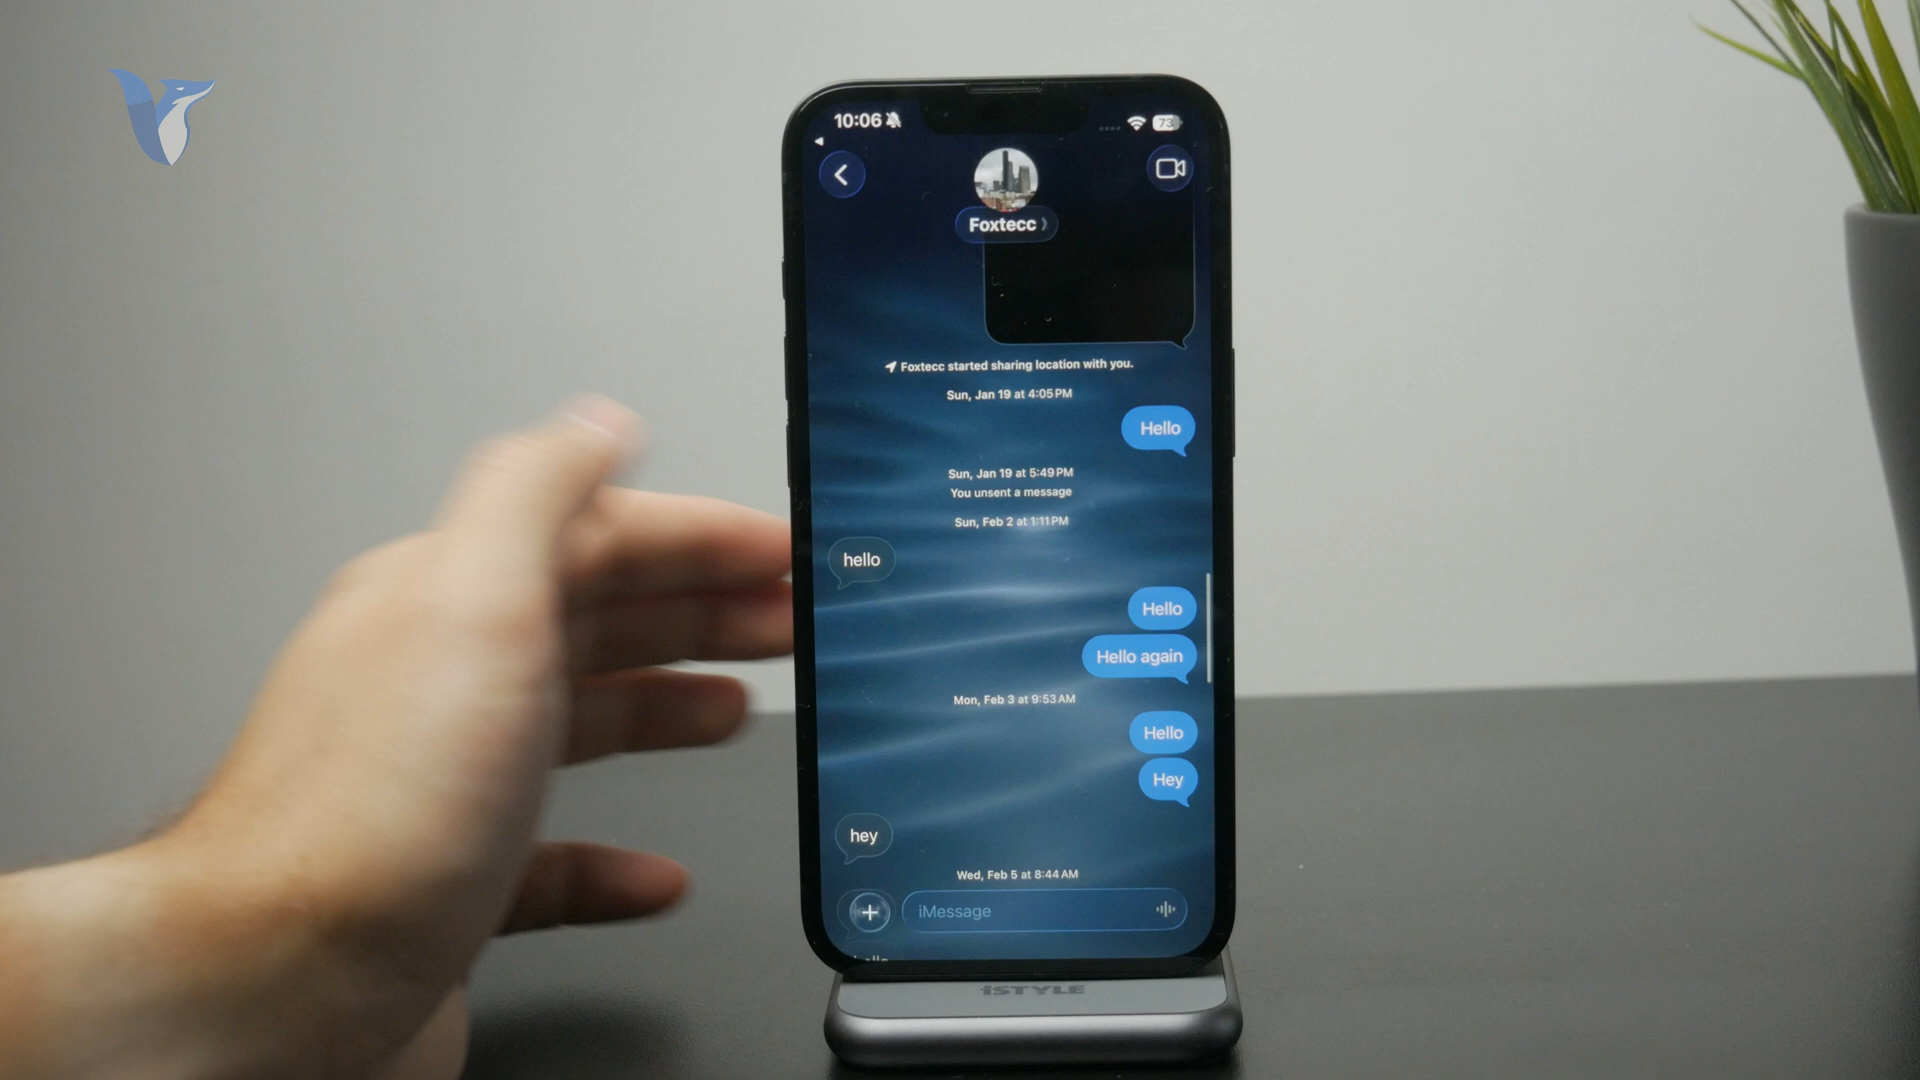 10:06
73
Foxtecc
Foxtecc started sharing location with you.
Sun, Jan 19 at 4:05 PM
Hello
Sun, Jan 19 at 5:49 PM
You unsent a message
Sun, Feb 2 at 1:11 PM
hello
Hello
Hello again
Mon, Feb 3 at 9:53 AM
Hello
Hey
hey
Wed, Feb 5 at 8:44 AM
iMessage
iSTYLE